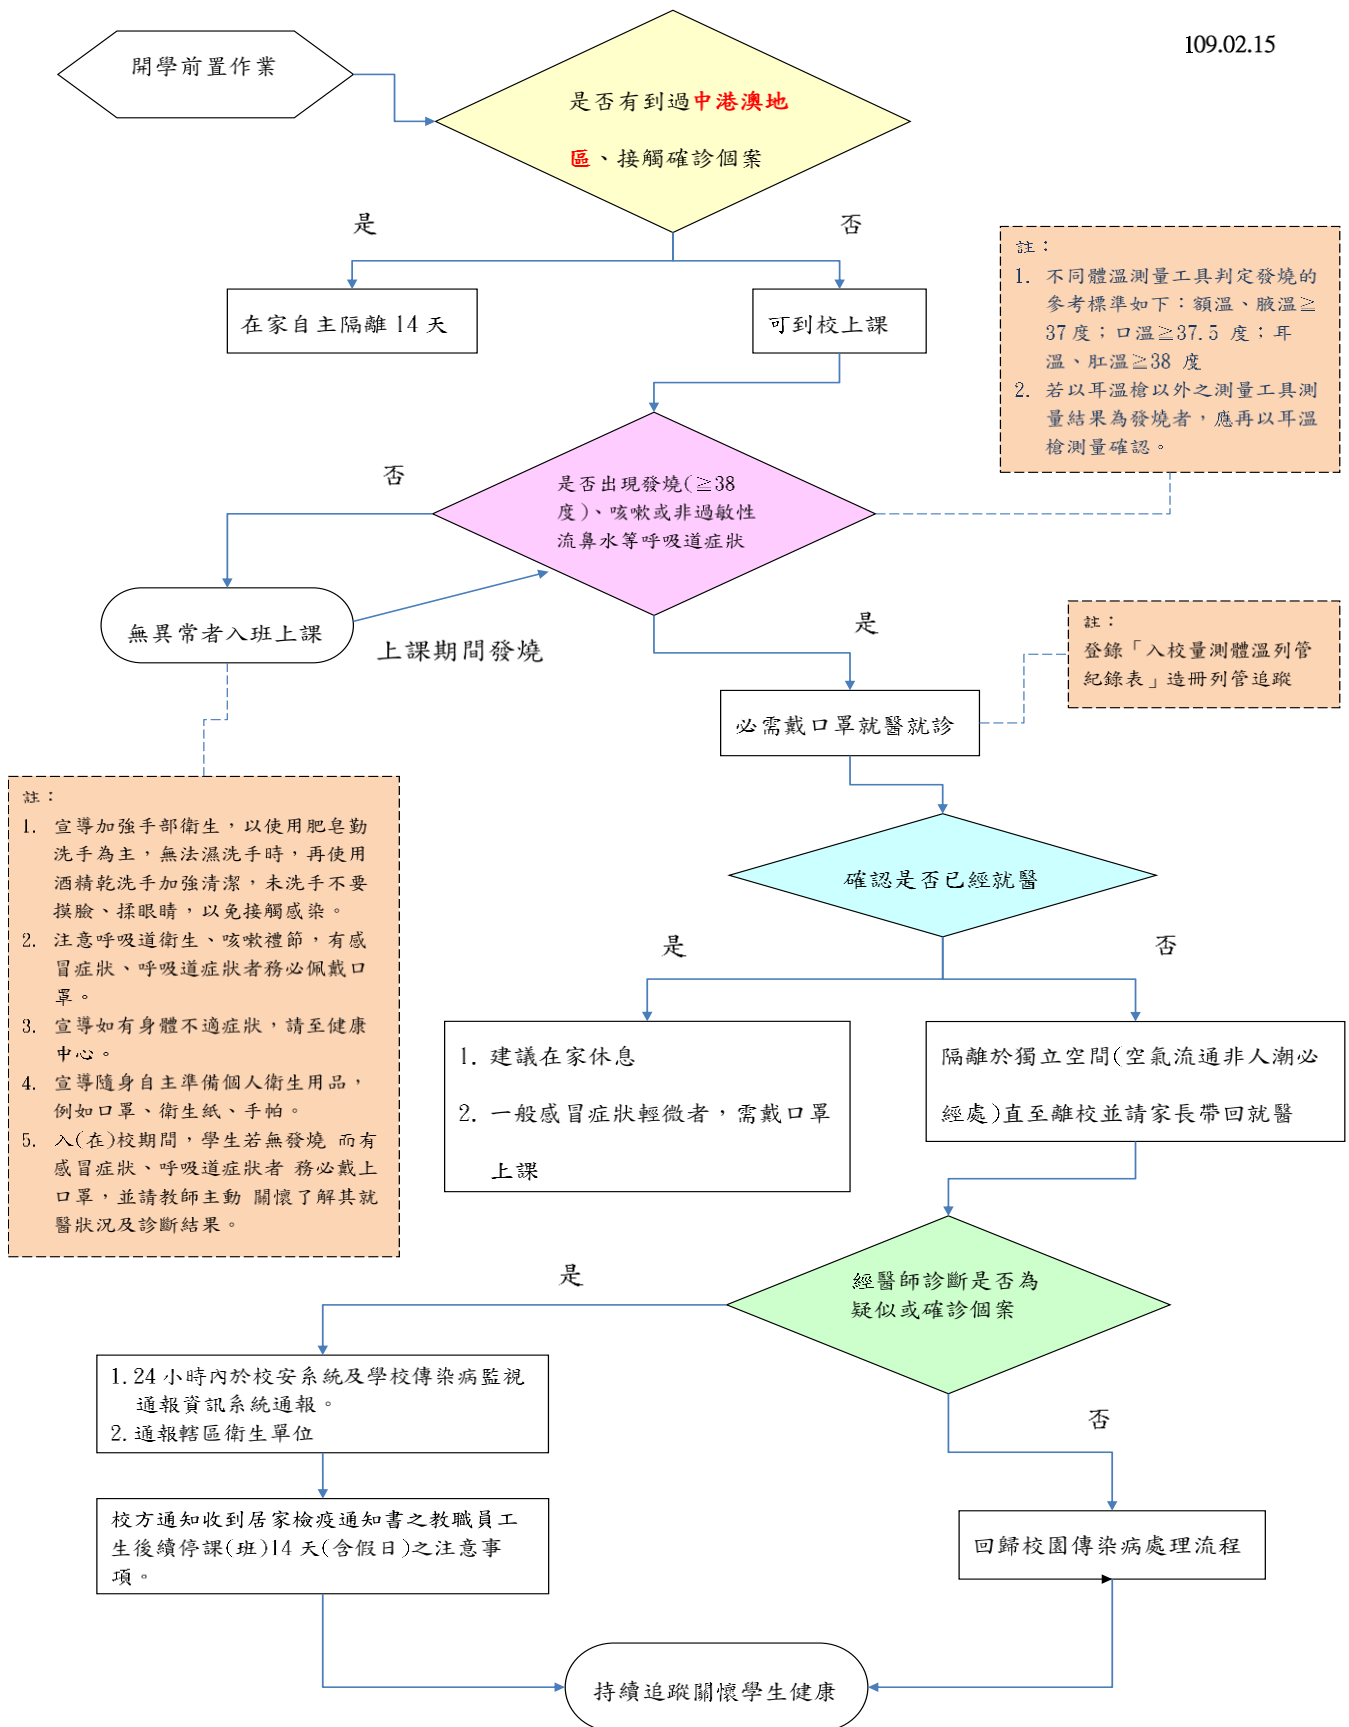 109.02.15
開學前置作業
是否有到過中港澳地
區、接觸確診個案
是
否
在家自主隔離 14 天
可到校上課
註：
1. 不同體溫測量工具判定發燒的
參考標準如下：額溫、腋溫≧
37度；口溫≧37.5 度；耳
溫、肛溫≧38 度
2. 若以耳溫槍以外之測量工具測
量結果為發燒者，應再以耳溫
槍測量確認。
否
是否出現發燒(≧38
度)、咳嗽或非過敏性
流鼻水等呼吸道症狀
無異常者入班上課
上課期間發燒
是
註：
登錄「入校量測體溫列管
紀錄表」造冊列管追蹤
必需戴口罩就醫就診
註：
1. 宣導加強手部衛生，以使用肥皂勤
洗手為主，無法濕洗手時，再使用
酒精乾洗手加強清潔，未洗手不要
摸臉、揉眼睛，以免接觸感染。
2. 注意呼吸道衛生、咳嗽禮節，有感
冒症狀、呼吸道症狀者務必佩戴口
罩。
3. 宣導如有身體不適症狀，請至健康
中心。
4. 宣導隨身自主準備個人衛生用品，
例如口罩、衛生紙、手帕。
5. 入(在)校期間，學生若無發燒 而有
感冒症狀、呼吸道症狀者 務必戴上
口罩，並請教師主動 關懷了解其就
醫狀況及診斷結果。
確認是否已經就醫
是
否
1. 建議在家休息
2. 一般感冒症狀輕微者，需戴口罩
上課
隔離於獨立空間(空氣流通非人潮必
經處)直至離校並請家長帶回就醫
經醫師診斷是否為
疑似或確診個案
是
否
1. 24 小時內於校安系統及學校傳染病監視
通報資訊系統通報。
2. 通報轄區衛生單位
校方通知收到居家檢疫通知書之教職員工
生後續停課(班)14 天(含假日)之注意事
項。
回歸校園傳染病處理流程
持續追蹤關懷學生健康